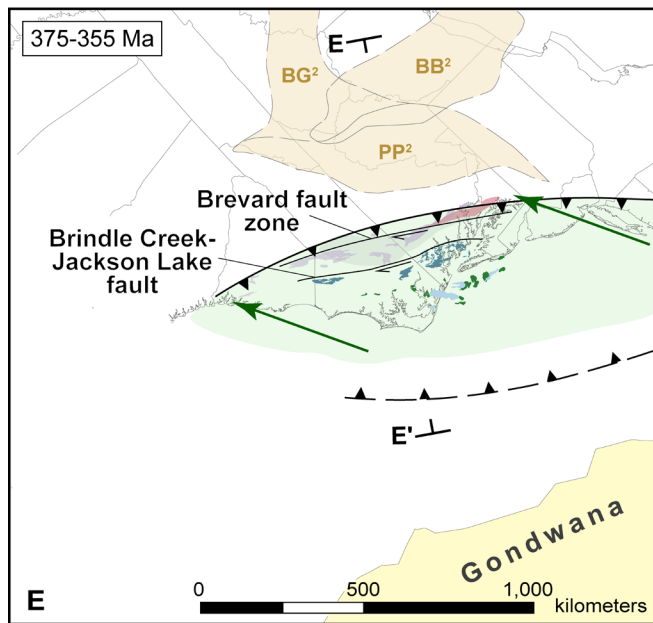 375-355 Ma
E
BG²
BB²
PP²
Brevard fault
zone
Brindle Creek-
Jackson Lake
fault
E'
Gondwana
E
0 500 1,000
kilometers